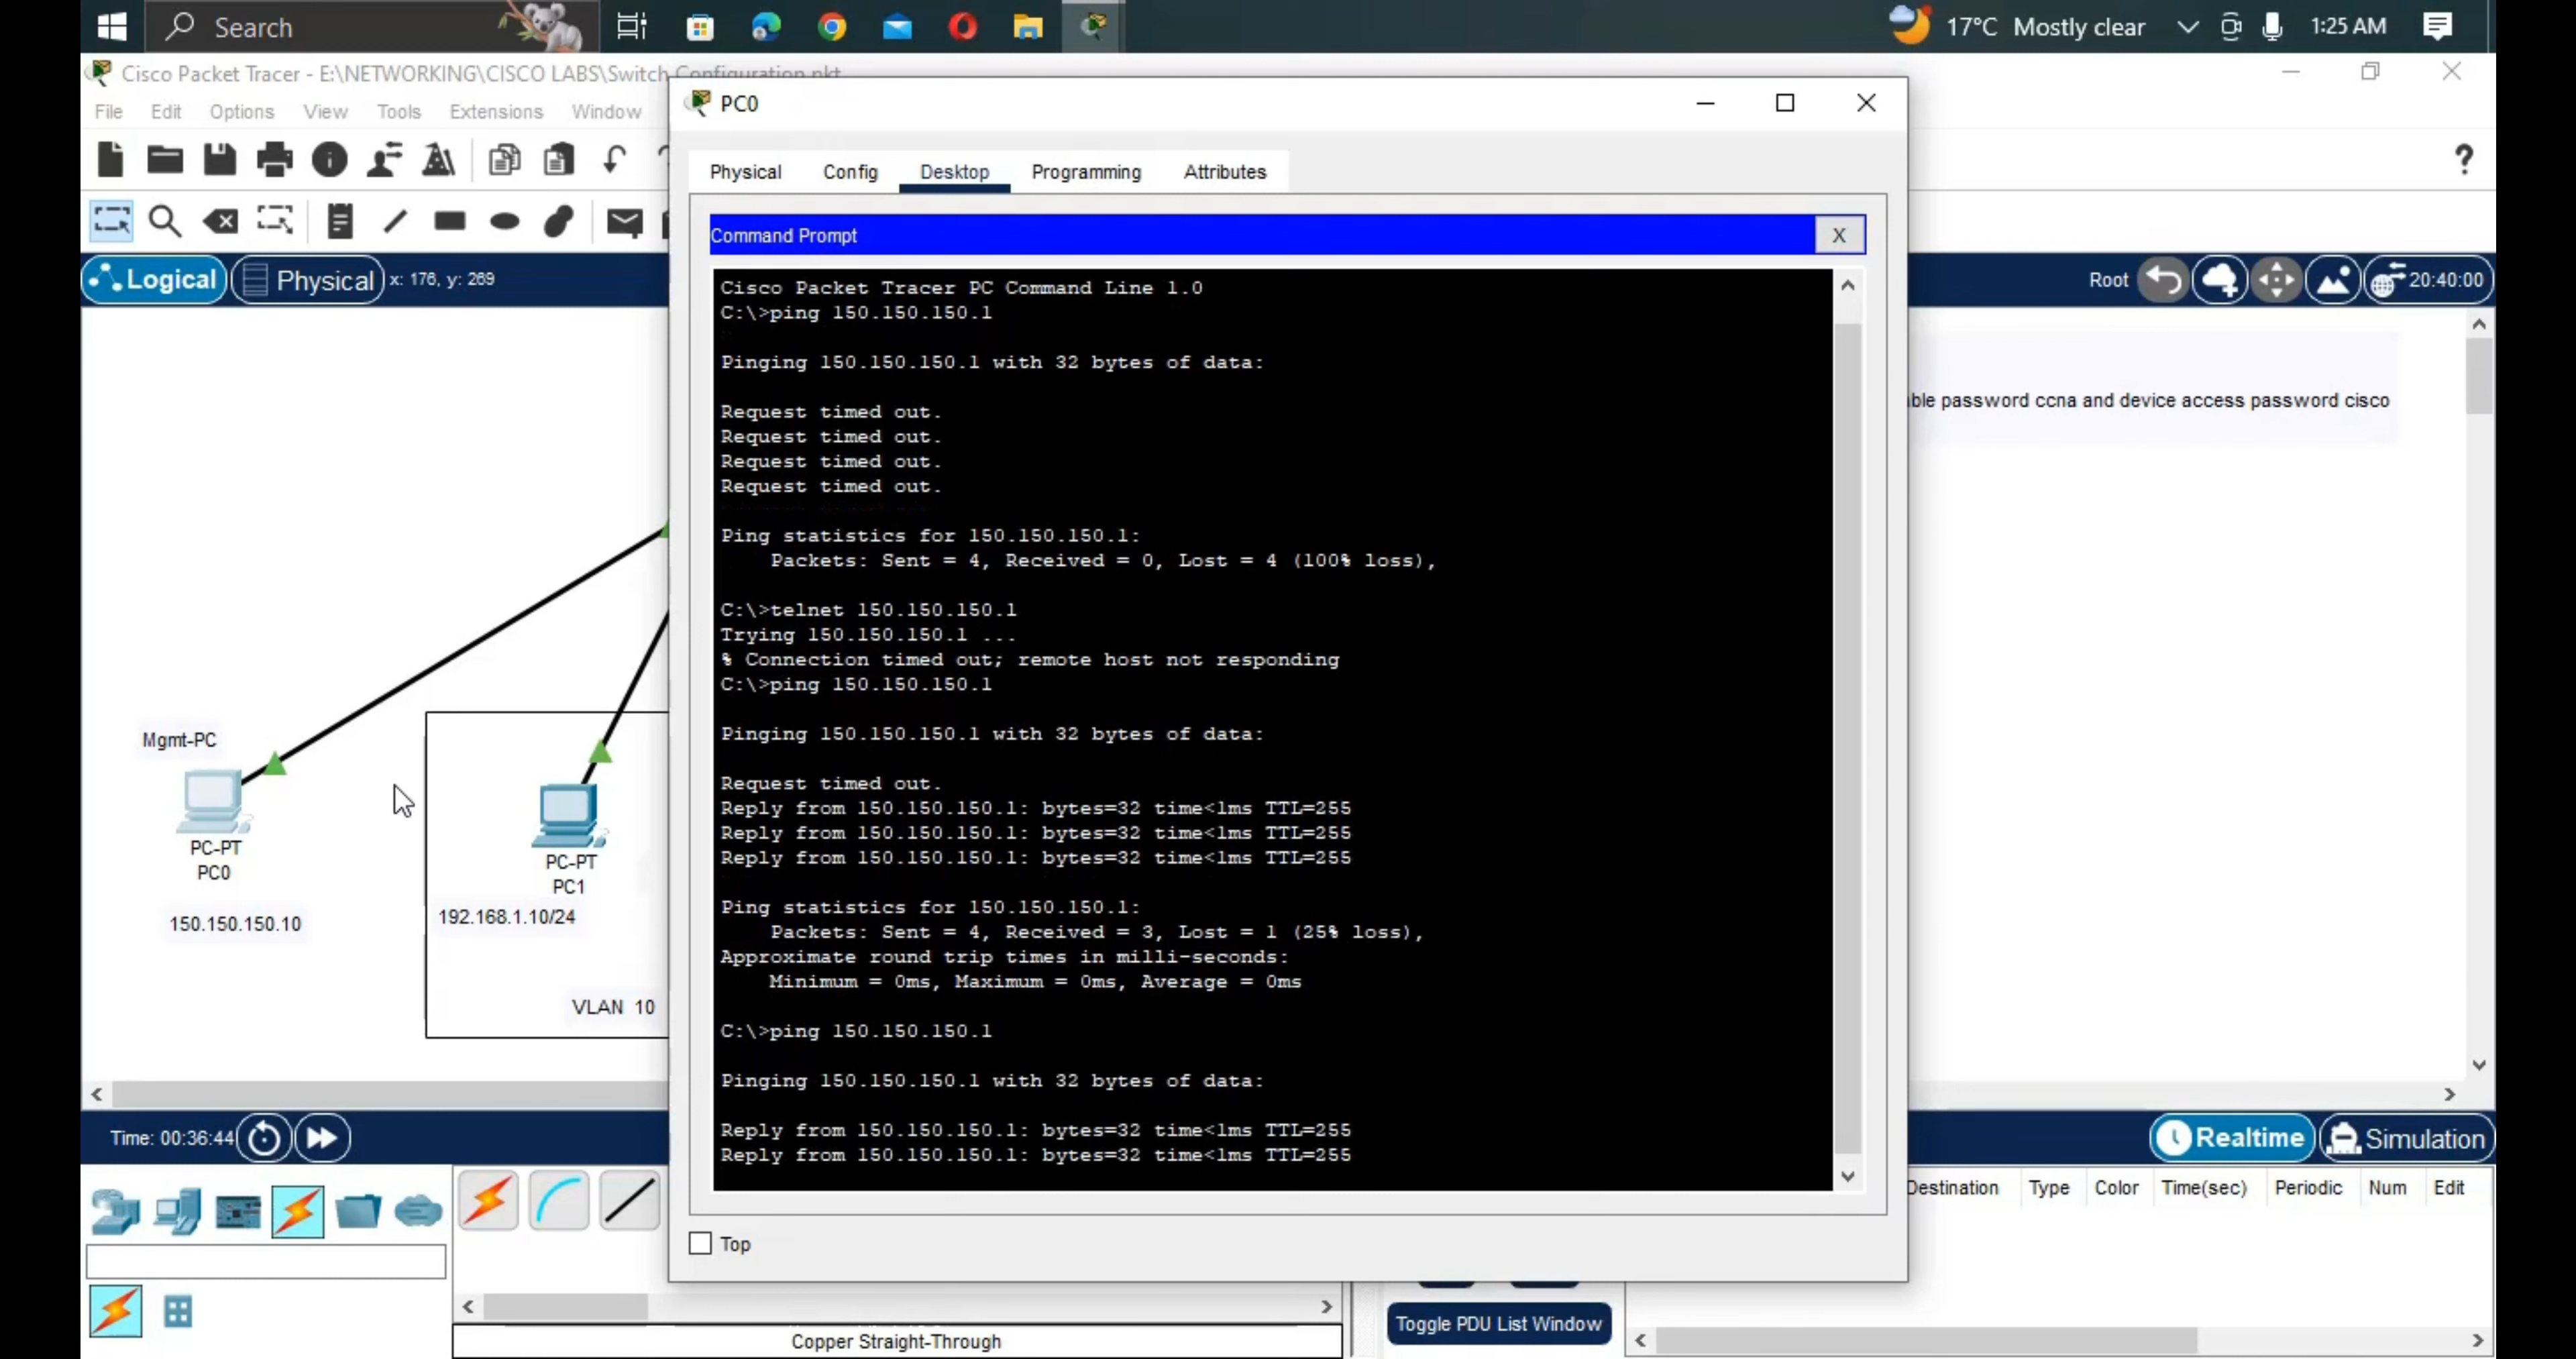 Search
17°C Mostly clear
1:25 AM
Cisco Packet Tracer - E:\NETWORKING\CISCO LABS\Switch Configuration.pkt
File Edit Options View Tools Extensions Window
PC0
Physical Config Desktop Programming Attributes
Command Prompt
X
Logical
Physical
x: 176, y: 269
Root
20:40:00
Cisco Packet Tracer PC Command Line 1.0
C:\>ping 150.150.150.1
Pinging 150.150.150.1 with 32 bytes of data:
Request timed out.
Request timed out.
Request timed out.
Request timed out.
Ping statistics for 150.150.150.1:
Packets: Sent = 4, Received = 0, Lost = 4 (100% loss),
C:\>telnet 150.150.150.1
Trying 150.150.150.1 ...
% Connection timed out; remote host not responding
C:\>ping 150.150.150.1
Pinging 150.150.150.1 with 32 bytes of data:
Request timed out.
Reply from 150.150.150.1: bytes=32 time<1ms TTL=255
Reply from 150.150.150.1: bytes=32 time<1ms TTL=255
Reply from 150.150.150.1: bytes=32 time<1ms TTL=255
Ping statistics for 150.150.150.1:
Packets: Sent = 4, Received = 3, Lost = 1 (25% loss),
Approximate round trip times in milli-seconds:
Minimum = 0ms, Maximum = 0ms, Average = 0ms
C:\>ping 150.150.150.1
Pinging 150.150.150.1 with 32 bytes of data:
Reply from 150.150.150.1: bytes=32 time<1ms TTL=255
Reply from 150.150.150.1: bytes=32 time<1ms TTL=255
Top
password ccna and device access password cisco
Mgmt-PC
PC-PT
PC0
150.150.150.10
PC-PT
PC1
192.168.1.10/24
VLAN 10
Time: 00:36:44
Realtime
Simulation
Destination Type Color Time(sec) Periodic Num Edit
Toggle PDU List Window
Copper Straight-Through